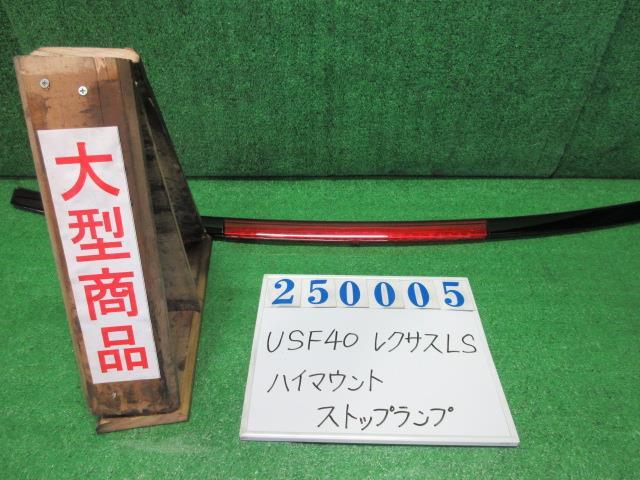 大型商品
250005
USF40 レクサスLS
ハイマウント
ストップランプ